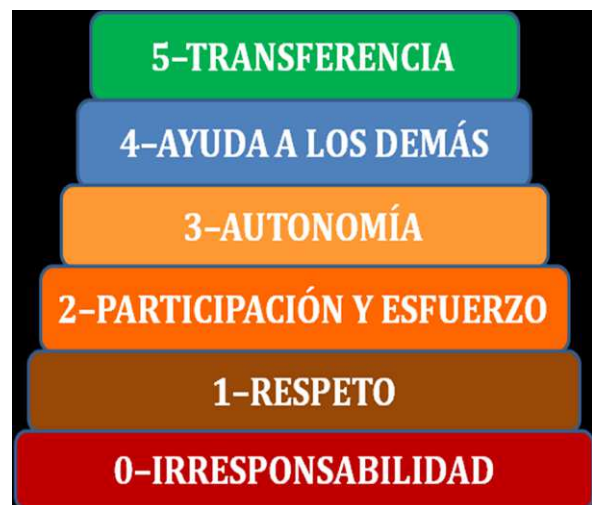 5–TRANSFERENCIA
4–AYUDA A LOS DEMÁS
3–AUTONOMÍA
2–PARTICIPACIÓN Y ESFUERZO
1–RESPETO
0–IRRESPONSABILIDAD